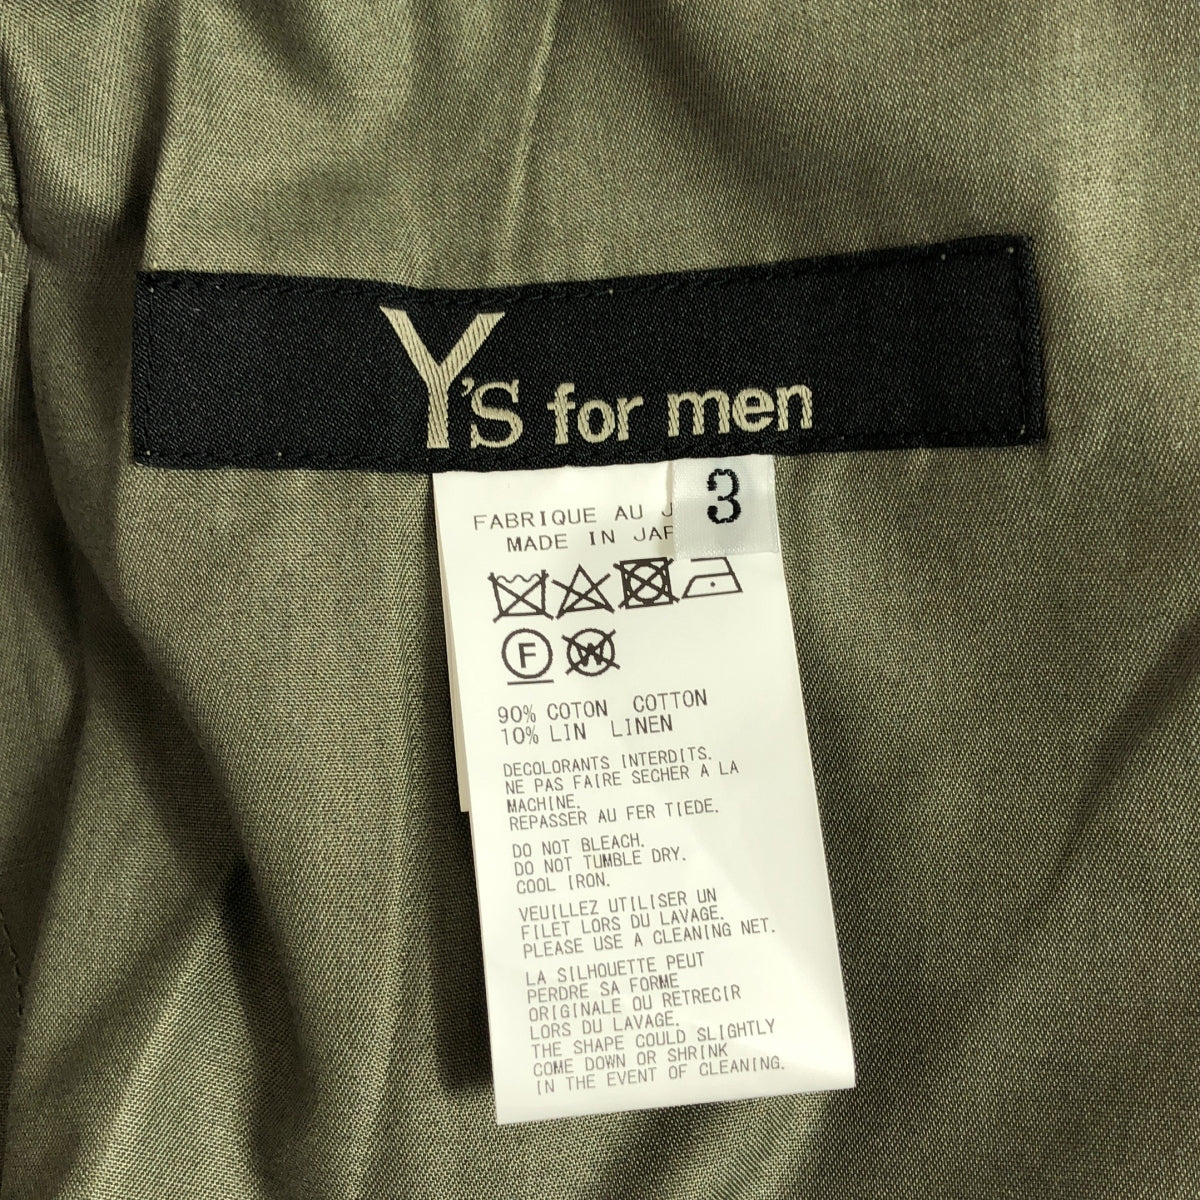 Y's for men
3
FABRIQUE AU
MADE IN
F
W
90% COTON COTTON
10% LIN LINEN
DECOLORANTS INTERDITS.
NE PAS FAIRE SECHER A LA
MACHINE.
REPASSER AU FER TIEDE.
DO NOT BLEACH.
DO NOT TUMBLE DRY.
COOL IRON.
VEUILLEZ UTILISER UN
FILET LORS DU LAVAGE.
PLEASE USE A CLEANING NET.
LA SILHOUETTE PEUT
PERDRE SA FORME
ORIGINALE OU RETRECIR
LORS DU LAVAGE.
THE SHAPE COULD SLIGHTLY
COME DOWN OR SHRINK
IN THE EVENT OF CLEANING.